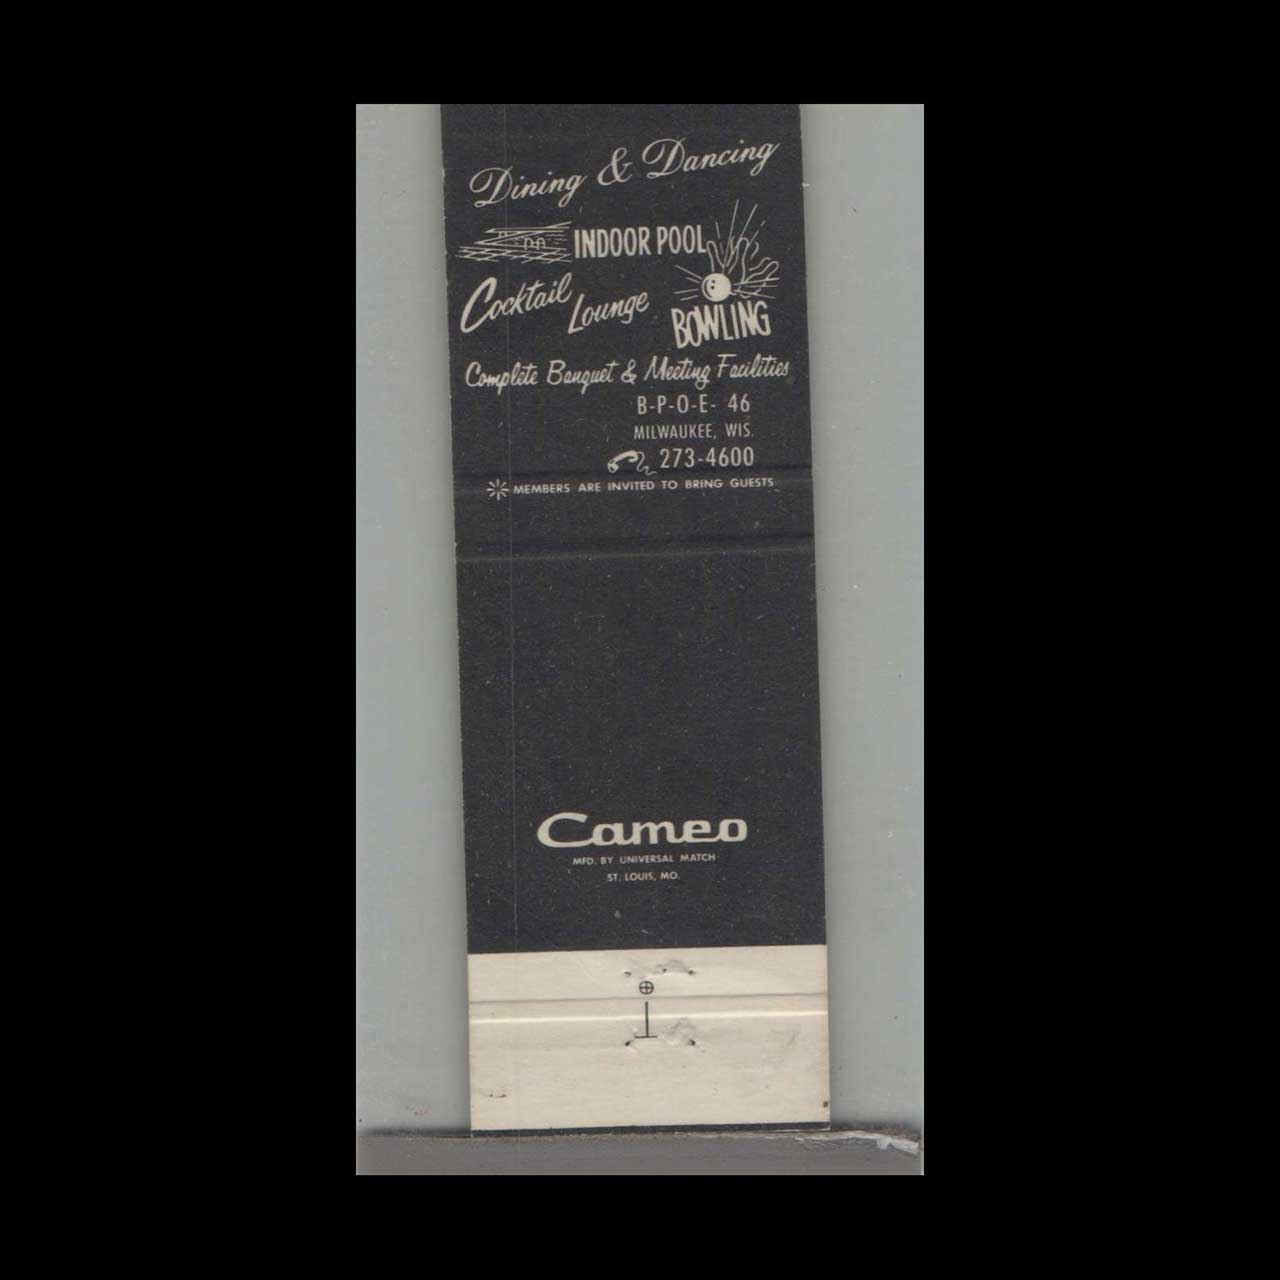 Dining & Dancing
INDOOR POOL
Cocktail Lounge
BOWLING
Complete Banquet & Meeting Facilities
B-P-O-E- 46
MILWAUKEE, WIS.
273-4600
MEMBERS ARE INVITED TO BRING GUESTS
Cameo
MFD. BY UNIVERSAL MATCH
ST. LOUIS, MO.